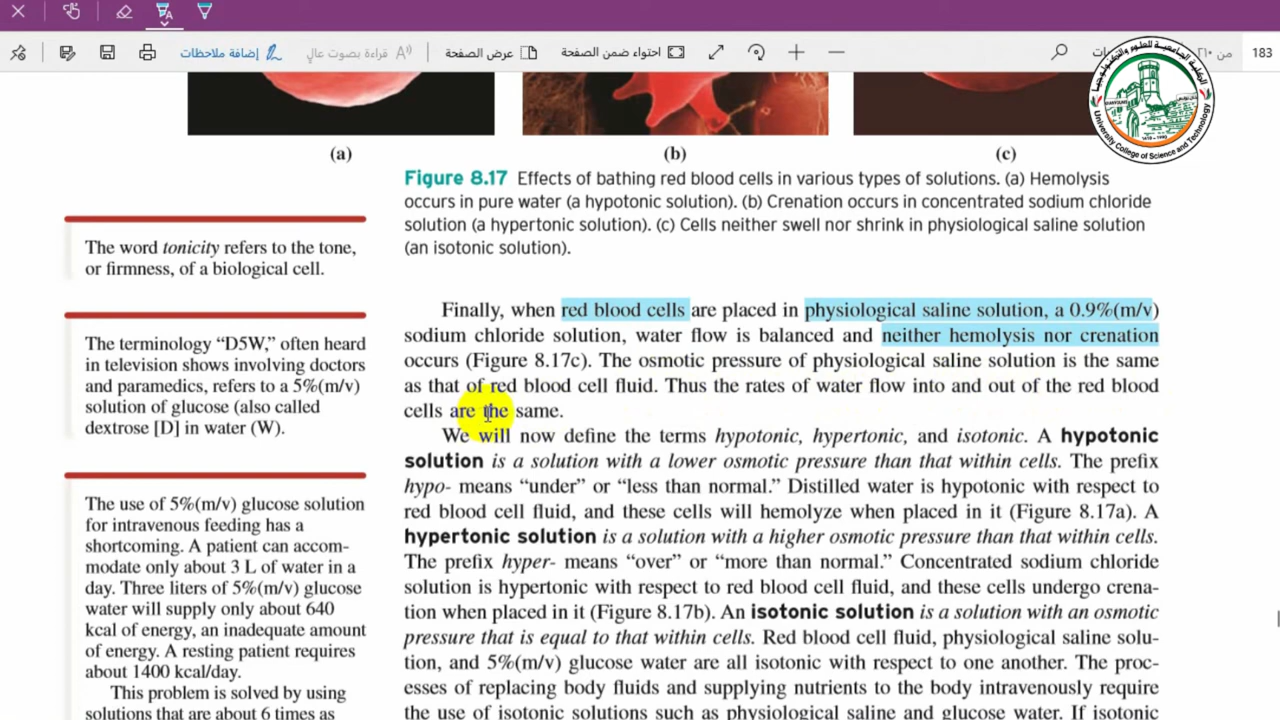 إضافة ملاحظات
قراءة بصوت عالٍ
عرض الصفحة
احتواء ضمن الصفحة
من
183
University College of Science and Technology
(a)
(b)
(c)
Figure 8.17 Effects of bathing red blood cells in various types of solutions. (a) Hemolysis
occurs in pure water (a hypotonic solution). (b) Crenation occurs in concentrated sodium chloride
solution (a hypertonic solution). (c) Cells neither swell nor shrink in physiological saline solution
(an isotonic solution).
The word tonicity refers to the tone,
or firmness, of a biological cell.
The terminology “D5W,” often heard
in television shows involving doctors
and paramedics, refers to a 5%(m/v)
solution of glucose (also called
dextrose [D] in water (W).
The use of 5%(m/v) glucose solution
for intravenous feeding has a
shortcoming. A patient can accom-
modate only about 3 L of water in a
day. Three liters of 5%(m/v) glucose
water will supply only about 640
kcal of energy, an inadequate amount
of energy. A resting patient requires
about 1400 kcal/day.
This problem is solved by using
solutions that are about 6 times as
Finally, when red blood cells are placed in physiological saline solution, a 0.9%(m/v)
sodium chloride solution, water flow is balanced and neither hemolysis nor crenation
occurs (Figure 8.17c). The osmotic pressure of physiological saline solution is the same
as that of red blood cell fluid. Thus the rates of water flow into and out of the red blood
cells are the same.
We will now define the terms hypotonic, hypertonic, and isotonic. A hypotonic
solution is a solution with a lower osmotic pressure than that within cells. The prefix
hypo- means “under” or “less than normal.” Distilled water is hypotonic with respect to
red blood cell fluid, and these cells will hemolyze when placed in it (Figure 8.17a). A
hypertonic solution is a solution with a higher osmotic pressure than that within cells.
The prefix hyper- means “over” or “more than normal.” Concentrated sodium chloride
solution is hypertonic with respect to red blood cell fluid, and these cells undergo crena-
tion when placed in it (Figure 8.17b). An isotonic solution is a solution with an osmotic
pressure that is equal to that within cells. Red blood cell fluid, physiological saline solu-
tion, and 5%(m/v) glucose water are all isotonic with respect to one another. The proc-
esses of replacing body fluids and supplying nutrients to the body intravenously require
the use of isotonic solutions such as physiological saline and glucose water. If isotonic